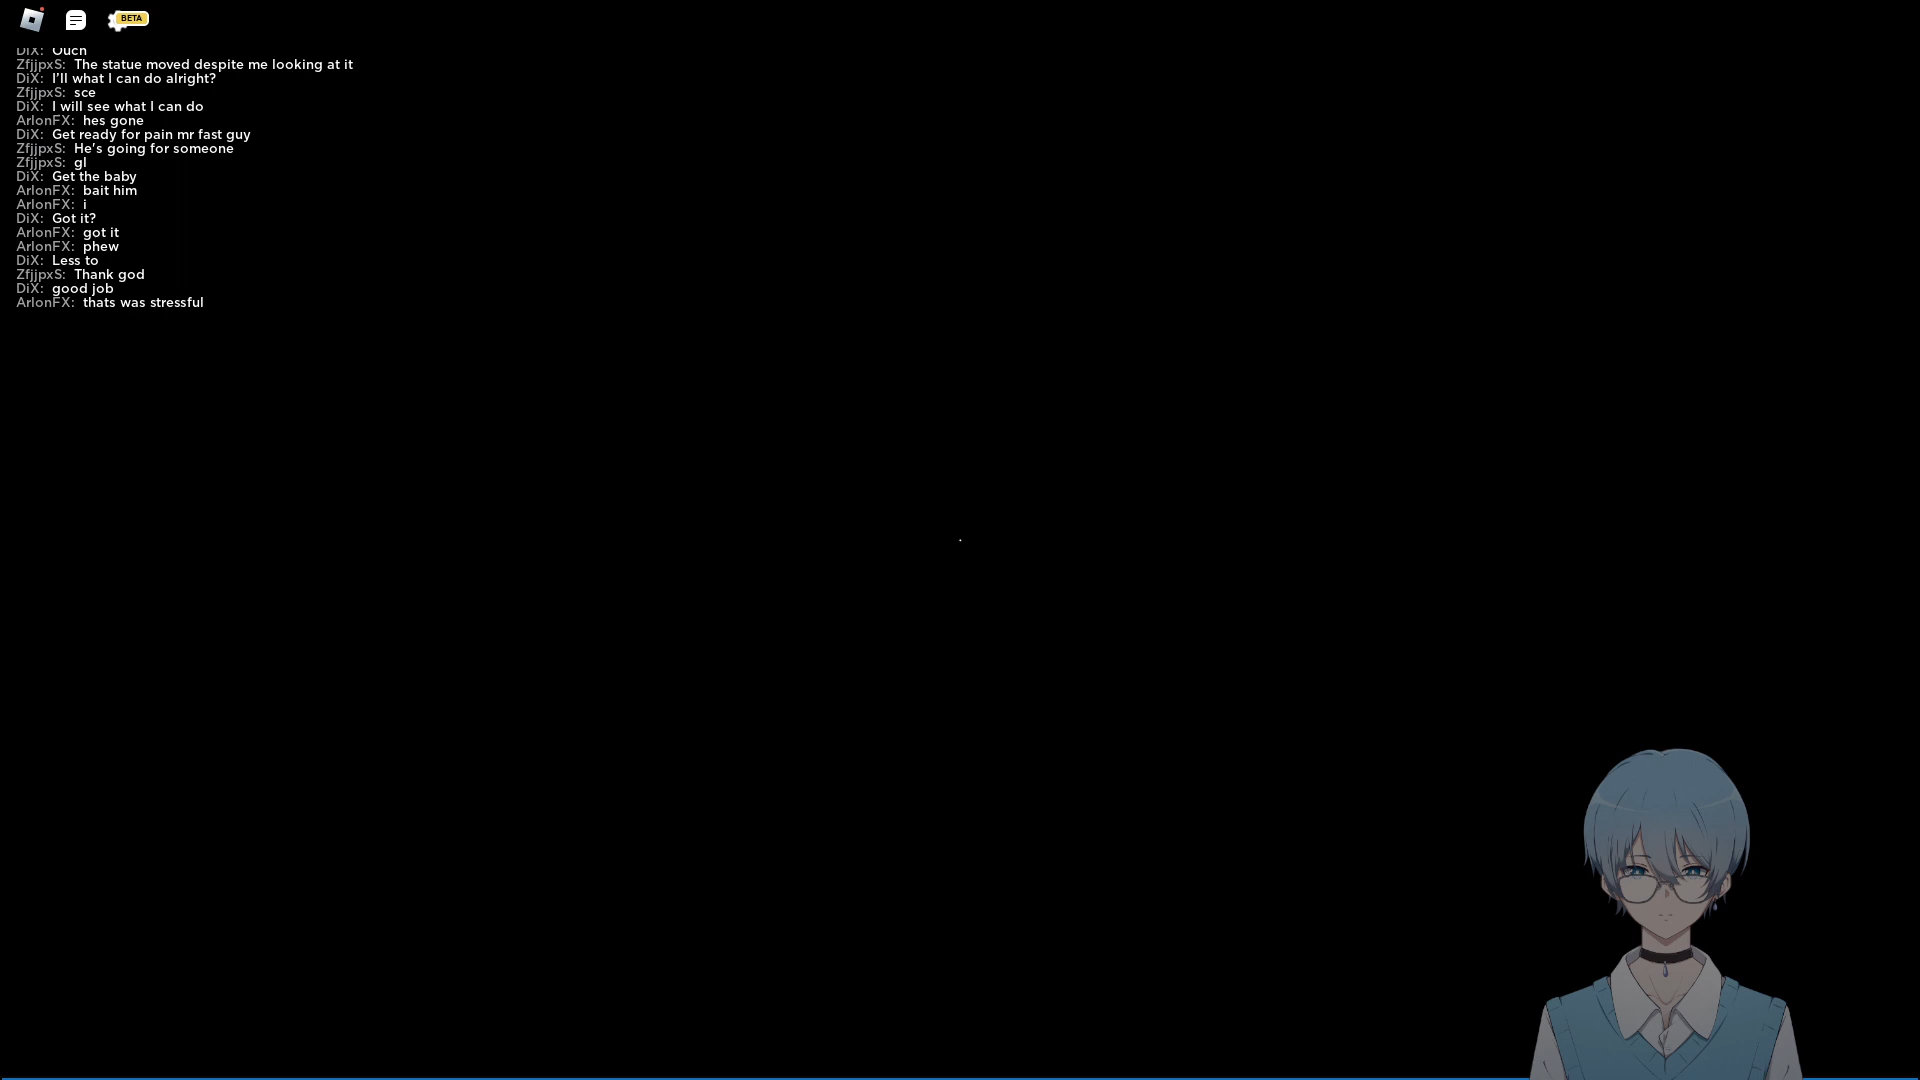 BETA
DiX: Ouch
ZfjjpxS: The statue moved despite me looking at it
DiX: I'll what I can do alright?
ZfjjpxS: sce
DiX: I will see what I can do
ArlonFX: hes gone
DiX: Get ready for pain mr fast guy
ZfjjpxS: He's going for someone
ZfjjpxS: gl
DiX: Get the baby
ArlonFX: bait him
ArlonFX: i
DiX: Got it?
ArlonFX: got it
ArlonFX: phew
DiX: Less to
ZfjjpxS: Thank god
DiX: good job
ArlonFX: thats was stressful